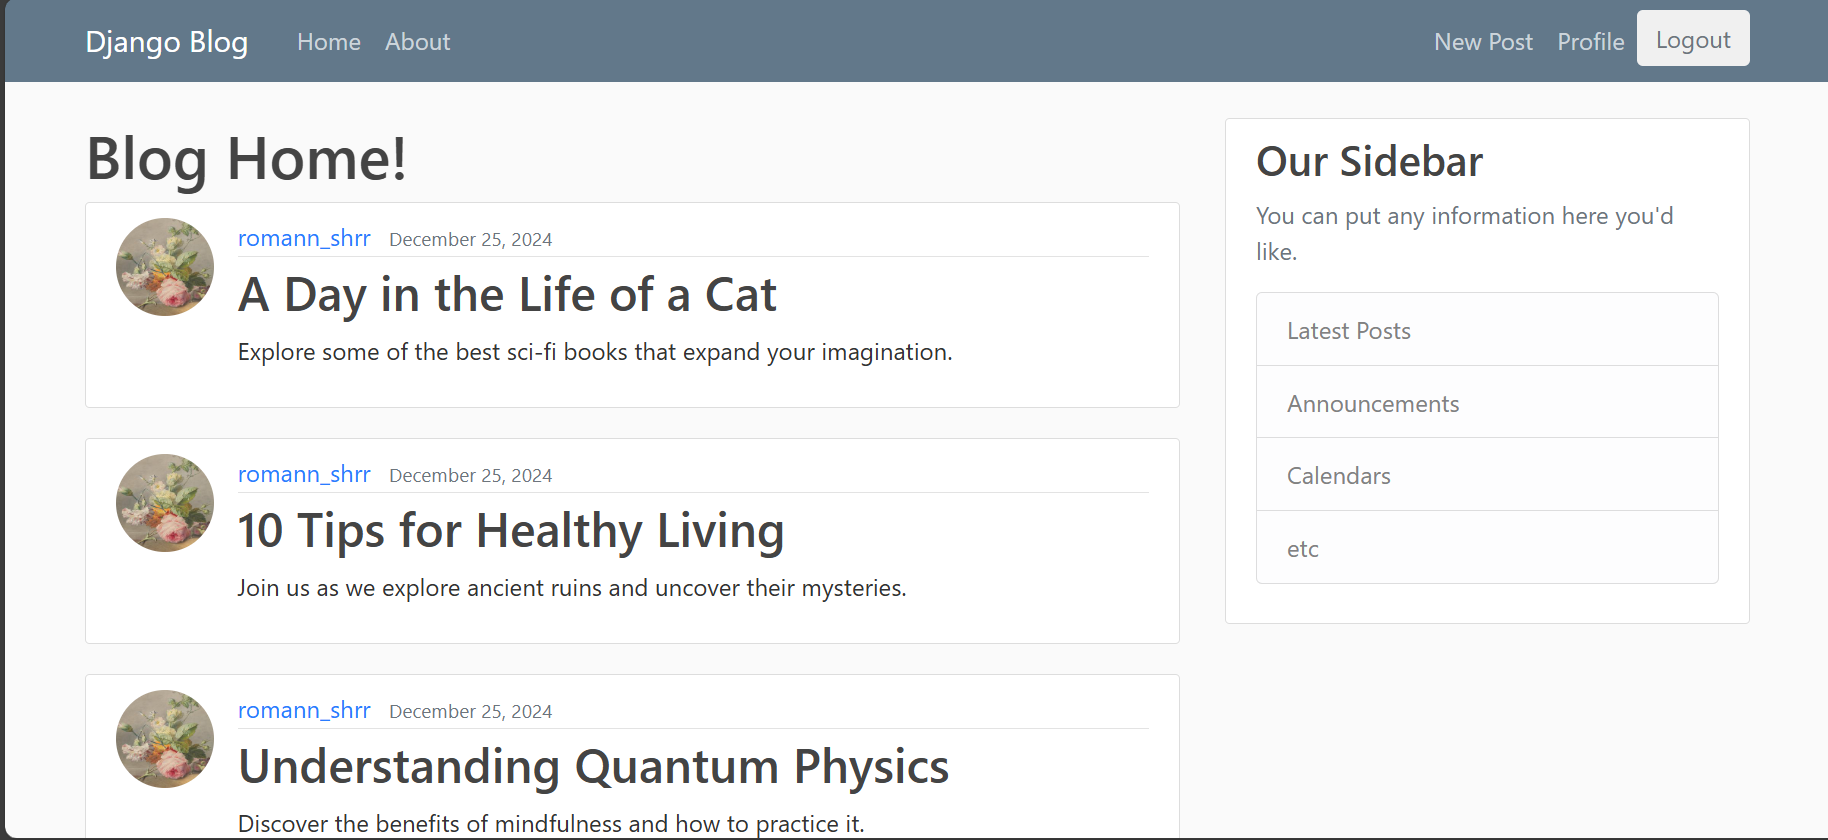 Django Blog Home About New Post Profile Logout
Blog Home!
romann_shrr December 25, 2024
A Day in the Life of a Cat
Explore some of the best sci-fi books that expand your imagination.
romann_shrr December 25, 2024
10 Tips for Healthy Living
Join us as we explore ancient ruins and uncover their mysteries.
romann_shrr December 25, 2024
Understanding Quantum Physics
Discover the benefits of mindfulness and how to practice it.
Our Sidebar
You can put any information here you'd
like.
Latest Posts
Announcements
Calendars
etc